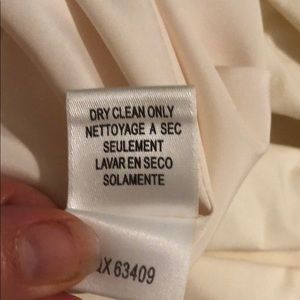 DRY CLEAN ONLY
NETTOYAGE A SEC
SEULEMENT
LAVAR EN SECO
SOLAMENTE
X 63409